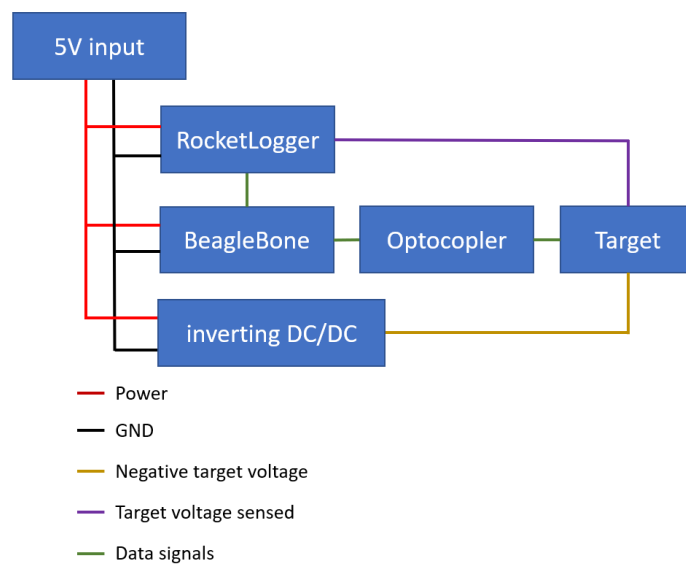 5V input
RocketLogger
BeagleBone
Optocopler
Target
inverting DC/DC
Power
GND
Negative target voltage
Target voltage sensed
Data signals